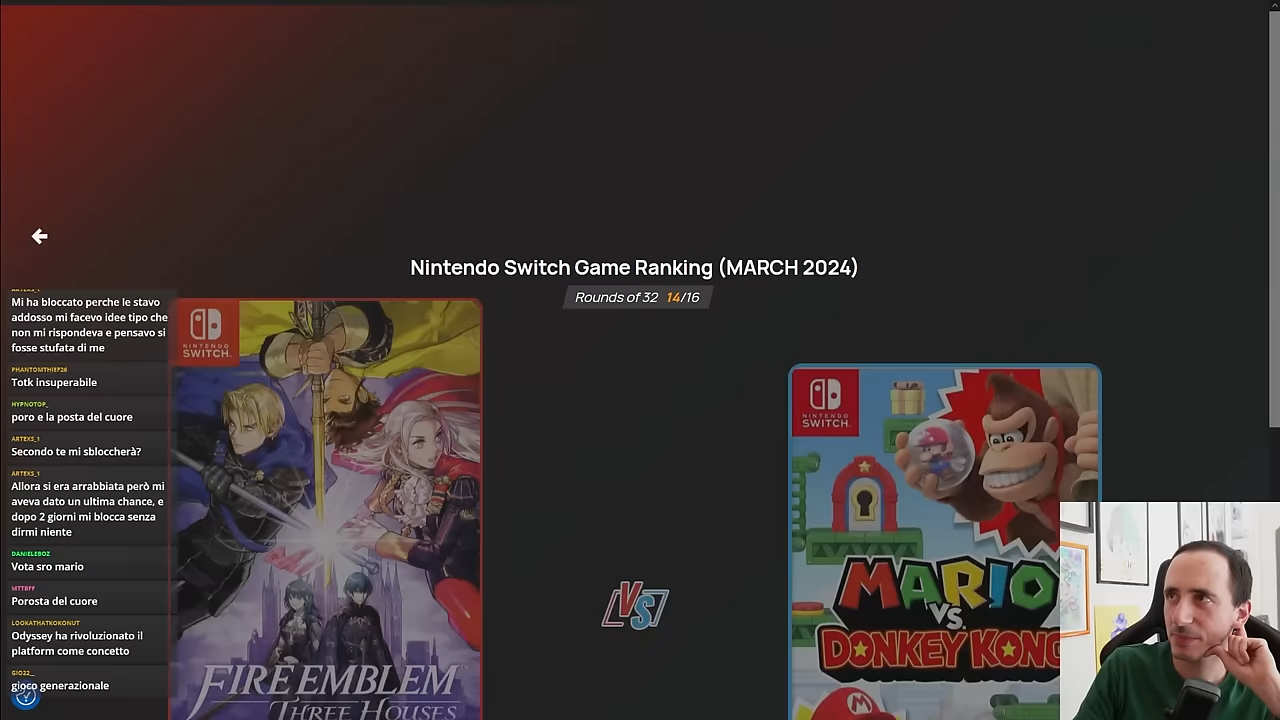 Nintendo Switch Game Ranking (MARCH 2024)
Rounds of 32 14/16
Mi ha bloccato perche le stavo
addosso mi facevo idee tipo che
non mi rispondeva e pensavo si
fosse stufata di me
PHANTOMTHIEF26
Totk insuperabile
HYPNOTOP_
poro e la posta del cuore
ARTEXS_1
Secondo te mi sbloccherà?
ARTEXS_1
Allora si era arrabbiata però mi
aveva dato un ultima chance, e
dopo 2 giorni mi blocca senza
dirmi niente
DANIELEBOZ
Vota sro mario
MTTBFF
Porosta del cuore
LOOKATHATKOKONUT
Odyssey ha rivoluzionato il
platform come concetto
GIO22_
gioco generazionale
NINTENDO
SWITCH
FIRE EMBLEM
THREE HOUSES
VS
NINTENDO
SWITCH
MARIO
VS.
DONKEY KONG